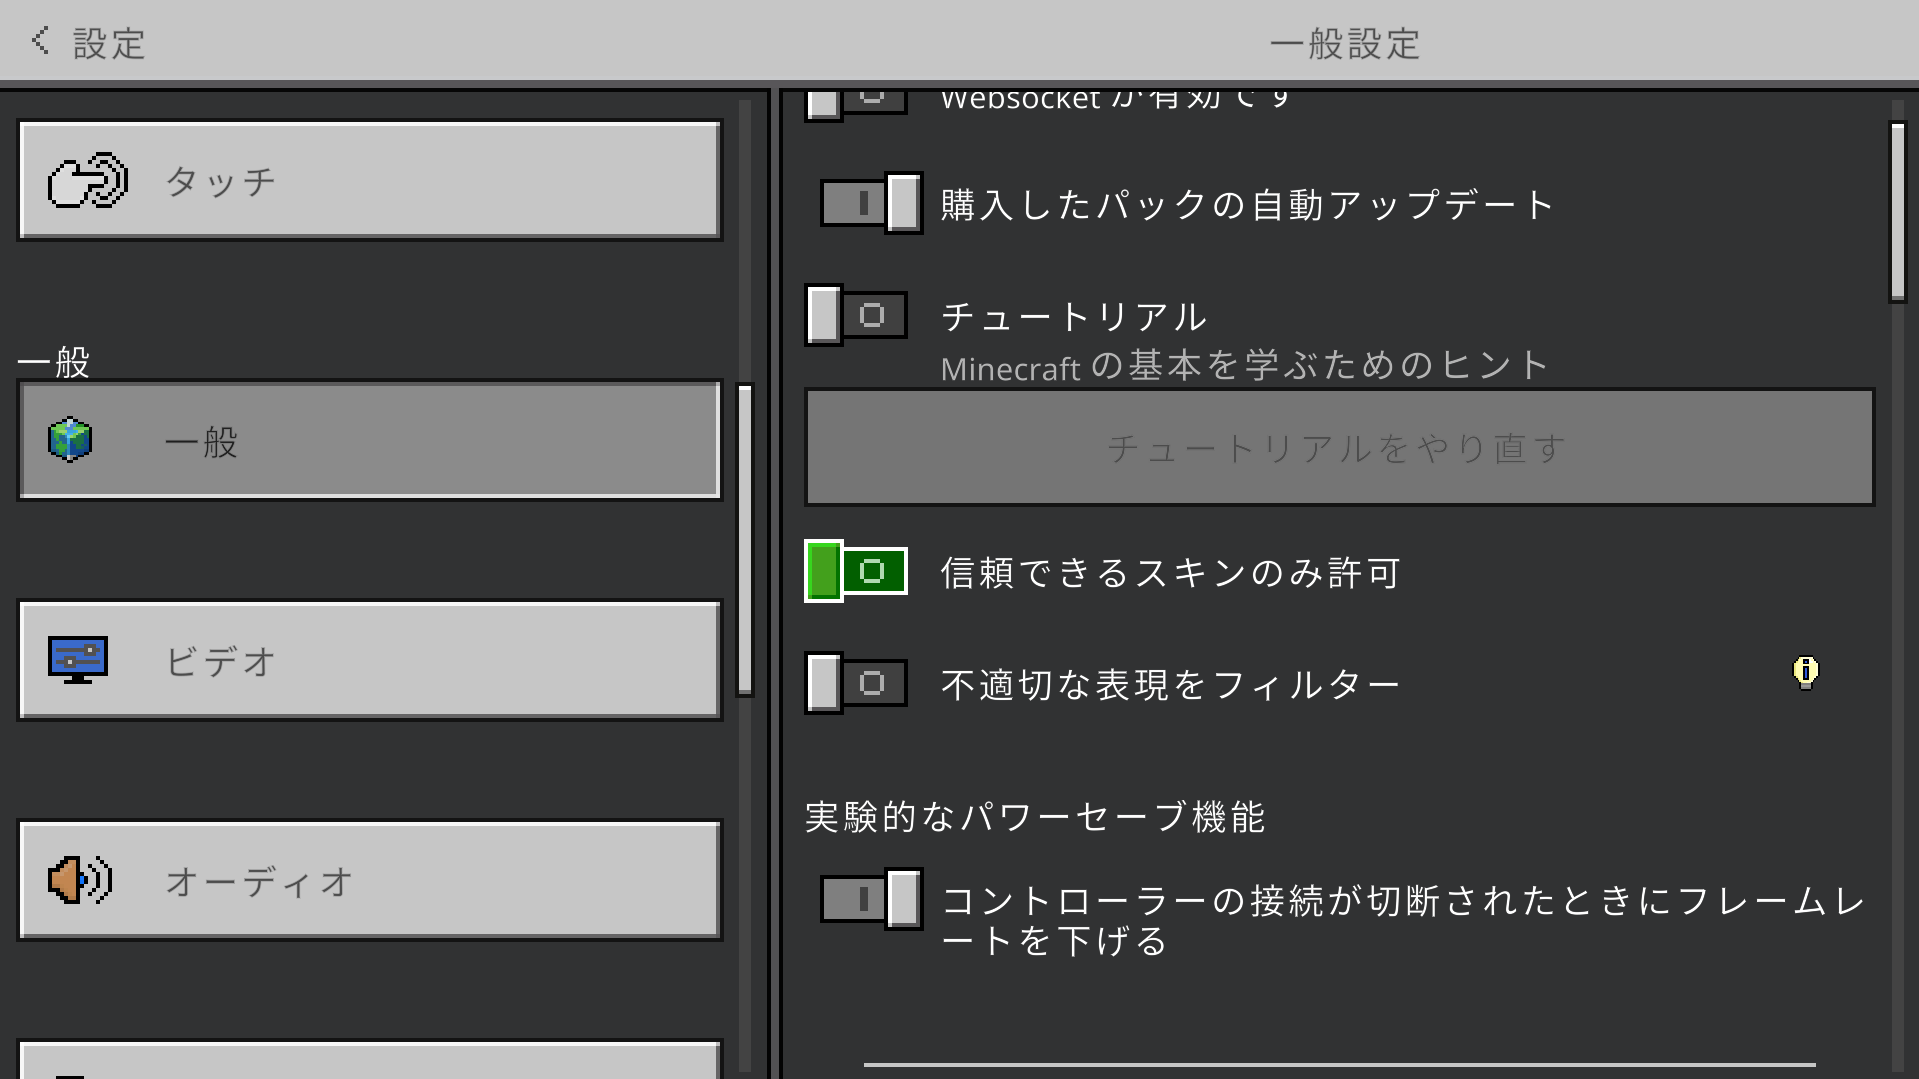 設定
一般設定
タッチ
一般
一般
ビデオ
オーディオ
Websocket が有効です
購入したパックの自動アップデート
チュートリアル
Minecraft の基本を学ぶためのヒント
チュートリアルをやり直す
信頼できるスキンのみ許可
不適切な表現をフィルター
実験的なパワーセーブ機能
コントローラーの接続が切断されたときにフレームレ
ートを下げる